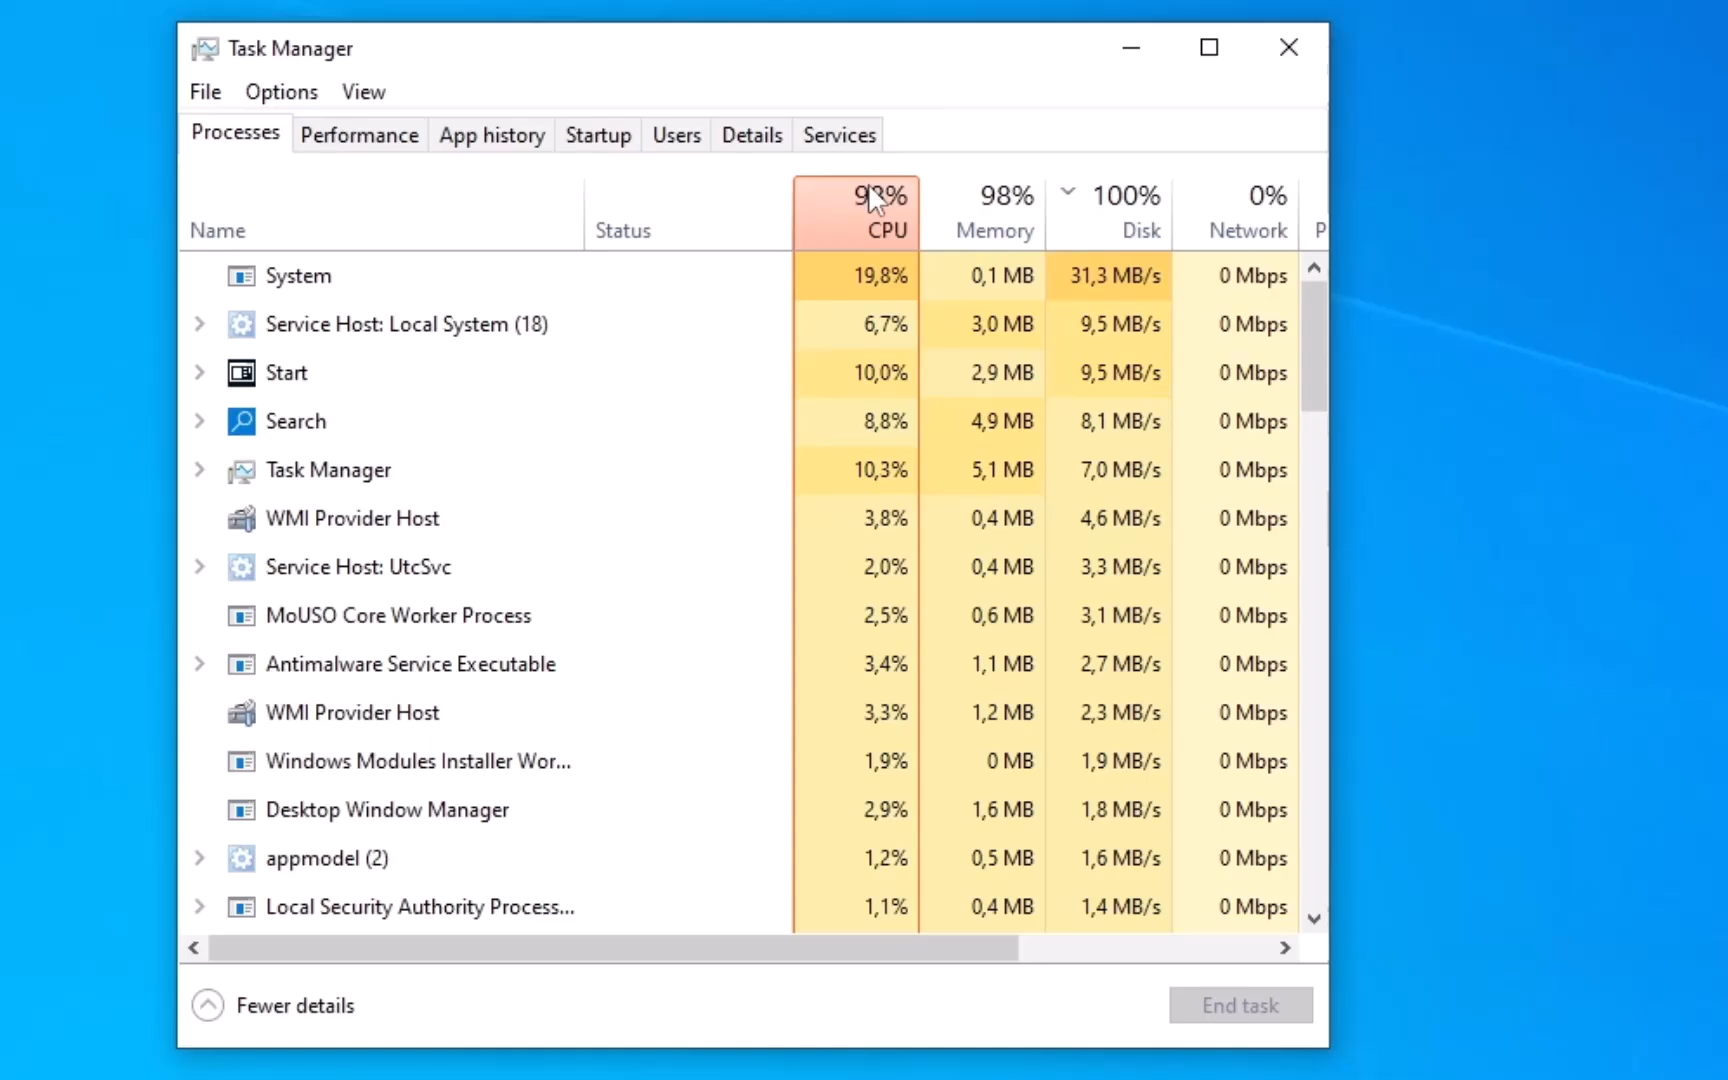 Task Manager
File Options View
Processes Performance App history Startup Users Details Services
98% 100% 0%
Name Status CPU Memory Disk Network P
System 19,8% 0,1 MB 31,3 MB/s 0 Mbps
Service Host: Local System (18) 6,7% 3,0 MB 9,5 MB/s 0 Mbps
Start 10,0% 2,9 MB 9,5 MB/s 0 Mbps
Search 8,8% 4,9 MB 8,1 MB/s 0 Mbps
Task Manager 10,3% 5,1 MB 7,0 MB/s 0 Mbps
WMI Provider Host 3,8% 0,4 MB 4,6 MB/s 0 Mbps
Service Host: UtcSvc 2,0% 0,4 MB 3,3 MB/s 0 Mbps
MoUSO Core Worker Process 2,5% 0,6 MB 3,1 MB/s 0 Mbps
Antimalware Service Executable 3,4% 1,1 MB 2,7 MB/s 0 Mbps
WMI Provider Host 3,3% 1,2 MB 2,3 MB/s 0 Mbps
Windows Modules Installer Wor... 1,9% 0 MB 1,9 MB/s 0 Mbps
Desktop Window Manager 2,9% 1,6 MB 1,8 MB/s 0 Mbps
appmodel (2) 1,2% 0,5 MB 1,6 MB/s 0 Mbps
Local Security Authority Process... 1,1% 0,4 MB 1,4 MB/s 0 Mbps
Fewer details End task